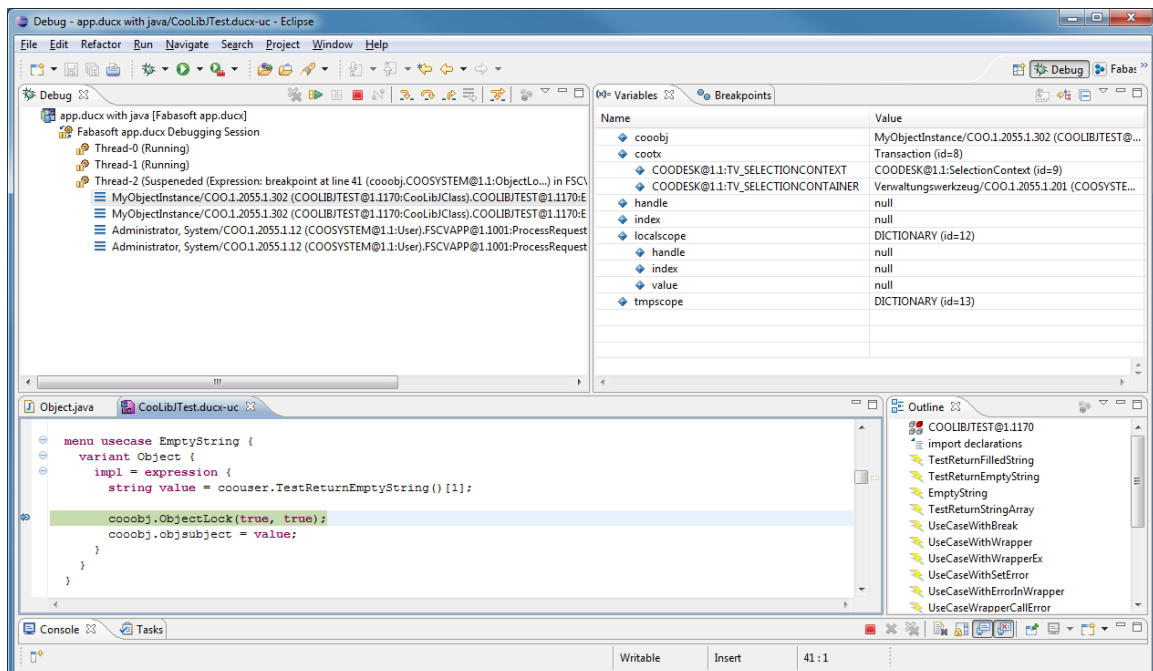 Debug - app.ducx with java/CooLibJTest.ducx-uc - Eclipse
File Edit Refactor Run Navigate Search Project Window Help
Debug Fabas
Debug
app.ducx with java [Fabasoft app.ducx]
Fabasoft app.ducx Debugging Session
Thread-0 (Running)
Thread-1 (Running)
Thread-2 (Suspeneded (Expression: breakpoint at line 41 (cooobj.COOSYSTEM@1.1:ObjectLo...) in FSCV
MyObjectInstance/COO.1.2055.1.302 (COOLIBJTEST@1.1170:CooLibJClass).COOLIBJTEST@1.1170:E
MyObjectInstance/COO.1.2055.1.302 (COOLIBJTEST@1.1170:CooLibJClass).COOLIBJTEST@1.1170:E
Administrator, System/COO.1.2055.1.12 (COOSYSTEM@1.1:User).FSCVAPP@1.1001:ProcessRequest
Administrator, System/COO.1.2055.1.12 (COOSYSTEM@1.1:User).FSCVAPP@1.1001:ProcessRequest
(x)= Variables Breakpoints
Name Value
cooobj MyObjectInstance/COO.1.2055.1.302 (COOLIBJTEST@...
cootx Transaction (id=8)
COODESK@1.1:TV_SELECTIONCONTEXT COODESK@1.1:SelectionContext (id=9)
COODESK@1.1:TV_SELECTIONCONTAINER Verwaltungswerkzeug/COO.1.2055.1.201 (COOSYSTE...
handle null
index null
localscope DICTIONARY (id=12)
handle null
index null
value null
tmpscope DICTIONARY (id=13)
Object.java CooLibJTest.ducx-uc
menu usecase EmptyString {
variant Object {
impl = expression {
string value = coouser.TestReturnEmptyString()[1];
cooobj.ObjectLock(true, true);
cooobj.objsubject = value;
}
}
}
Outline
COOLIBJTEST@1.1170
import declarations
TestReturnFilledString
TestReturnEmptyString
EmptyString
TestReturnStringArray
UseCaseWithBreak
UseCaseWithWrapper
UseCaseWithWrapperEx
UseCaseWithSetError
UseCaseWithErrorInWrapper
UseCaseWrapperCallError
Console Tasks
Writable Insert 41 : 1